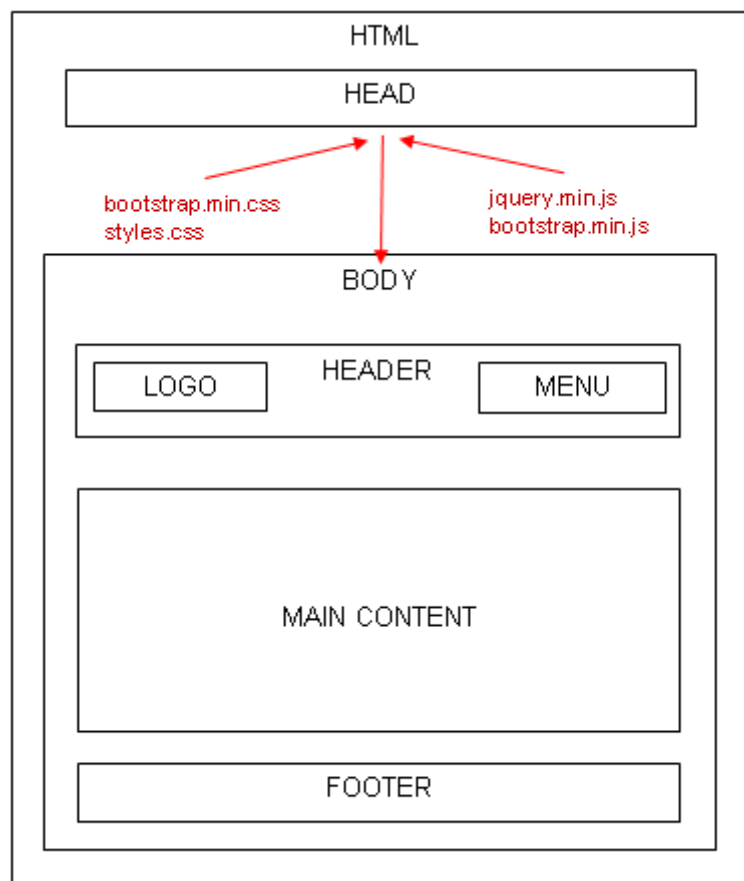 HTML
HEAD
bootstrap.min.css
styles.css
jquery.min.js
bootstrap.min.js
BODY
LOGO
HEADER
MENU
MAIN CONTENT
FOOTER